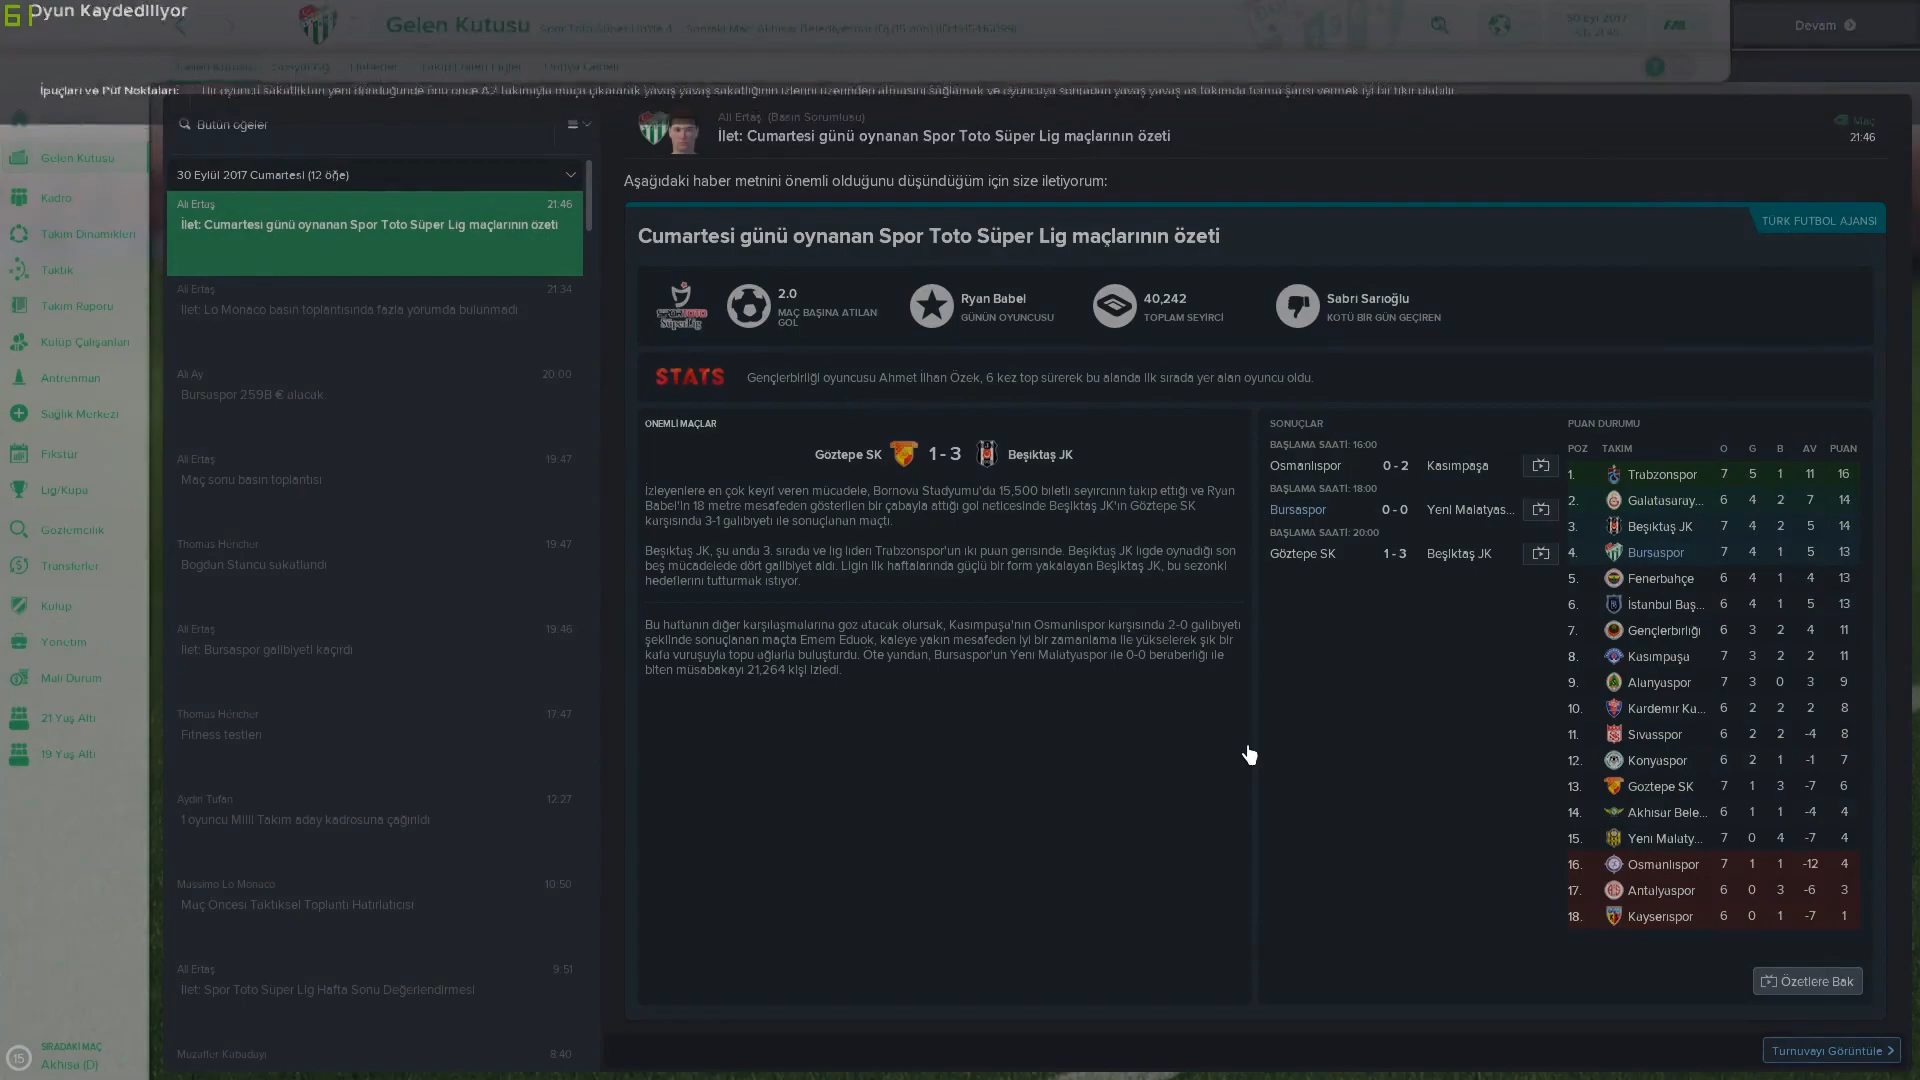 Oyun Kaydediliyor
Gelen Kutusu
30 Eyl 2017
Devam
İpuçları ve Püf Noktaları:
Bütün öğeler
Gelen Kutusu
Kadro
Takım Dinamikleri
Taktik
Takım Raporu
Kulüp Çalışanları
Antrenman
Sağlık Merkezi
Fikstür
Lig/Kupa
Gözlemcilik
Transferler
Kulüp
Yönetim
Mali Durum
21 Yaş Altı
19 Yaş Altı
15
SIRADAKİ MAÇ
Akhisa (D)
30 Eylül 2017 Cumartesi (12 öğe)
Ali Ertaş 21:46
İlet: Cumartesi günü oynanan Spor Toto Süper Lig maçlarının özeti
Ali Ertaş 21:34
İlet: Lo Monaco basın toplantısında fazla yorumda bulunmadı
Ali Ay 20:00
Bursaspor 259B € alacak
Ali Ertaş 19:47
Maç sonu basın toplantısı
Thomas Héricher 19:47
Bogdan Stancu sakatlandı
Ali Ertaş 19:46
İlet: Bursaspor galibiyeti kaçırdı
Thomas Héricher 17:47
Fitness testleri
Aydın Tufan 12:27
1 oyuncu Milli Takım aday kadrosuna çağırıldı
Massimo Lo Monaco 10:50
Maç Öncesi Taktiksel Toplantı Hatırlatıcısı
Ali Ertaş 9:51
İlet: Spor Toto Süper Lig Hafta Sonu Değerlendirmesi
Muzaffer Kabadayı 8:40
Ali Ertaş (Basın Sorumlusu)
İlet: Cumartesi günü oynanan Spor Toto Süper Lig maçlarının özeti
Maç
21:46
Aşağıdaki haber metnini önemli olduğunu düşündüğüm için size iletiyorum:
TÜRK FUTBOL AJANSI
Cumartesi günü oynanan Spor Toto Süper Lig maçlarının özeti
2.0
MAÇ BAŞINA ATILAN GOL
Ryan Babel
GÜNÜN OYUNCUSU
40,242
TOPLAM SEYİRCİ
Sabri Sarıoğlu
KÖTÜ BİR GÜN GEÇİREN
STATS
Gençlerbirliği oyuncusu Ahmet İlhan Özek, 6 kez top sürerek bu alanda ilk sırada yer alan oyuncu oldu.
ÖNEMLİ MAÇLAR
Göztepe SK 1 - 3 Beşiktaş JK
İzleyenlere en çok keyif veren mücadele, Bornova Stadyumu'da 15,500 biletli seyircinin takip ettiği ve Ryan
Babel'in 18 metre mesafeden gösterilen bir çabayla attığı gol neticesinde Beşiktaş JK'ın Göztepe SK
karşısında 3-1 galibiyeti ile sonuçlanan maçtı.
Beşiktaş JK, şu anda 3. sırada ve lig lideri Trabzonspor'un iki puan gerisinde. Beşiktaş JK ligde oynadığı son
beş mücadelede dört galibiyet aldı. Ligin ilk haftalarında güçlü bir form yakalayan Beşiktaş JK, bu sezonki
hedeflerini tutturmak istiyor.
Bu haftanın diğer karşılaşmalarına göz atacak olursak, Kasımpaşa'nın Osmanlıspor karşısında 2-0 galibiyeti
şeklinde sonuçlanan maçta Emem Eduok, kaleye yakın mesafeden iyi bir zamanlama ile yükselerek şık bir
kafa vuruşuyla topu ağlarla buluşturdu. Öte yandan, Bursaspor'un Yeni Malatyaspor ile 0-0 beraberliği ile
biten müsabakayı 21,264 kişi izledi.
SONUÇLAR
BAŞLAMA SAATİ: 16:00
Osmanlıspor 0 - 2 Kasımpaşa
BAŞLAMA SAATİ: 18:00
Bursaspor 0 - 0 Yeni Malatyas...
BAŞLAMA SAATİ: 20:00
Göztepe SK 1 - 3 Beşiktaş JK
PUAN DURUMU
POZ TAKIM O G B AV PUAN
1. Trabzonspor 7 5 1 11 16
2. Galatasaray... 6 4 2 7 14
3. Beşiktaş JK 7 4 2 5 14
4. Bursaspor 7 4 1 5 13
5. Fenerbahçe 6 4 1 4 13
6. İstanbul Baş... 6 4 1 5 13
7. Gençlerbirliği 6 3 2 4 11
8. Kasımpaşa 7 3 2 2 11
9. Alanyaspor 7 3 0 3 9
10. Kardemir Ka... 6 2 2 2 8
11. Sivasspor 6 2 2 -4 8
12. Konyaspor 6 2 1 -1 7
13. Göztepe SK 7 1 3 -7 6
14. Akhisar Bele... 6 1 1 -4 4
15. Yeni Malaty... 7 0 4 -7 4
16. Osmanlıspor 7 1 1 -12 4
17. Antalyaspor 6 0 3 -6 3
18. Kayserispor 6 0 1 -7 1
Özetlere Bak
Turnuvayı Görüntüle